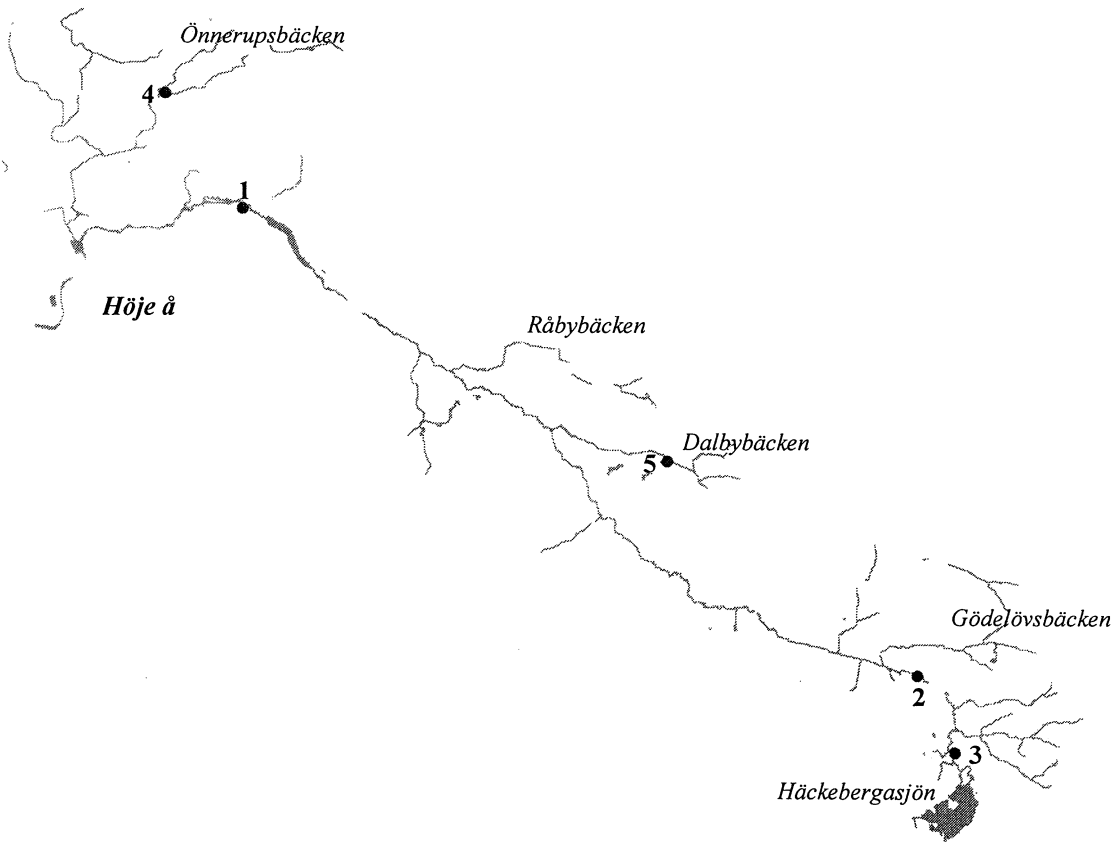 Önnerupsbäcken
4
1
Höje å
Råbybäcken
Dalbybäcken
5
Gödelövsbäcken
2
3
Häckebergasjön